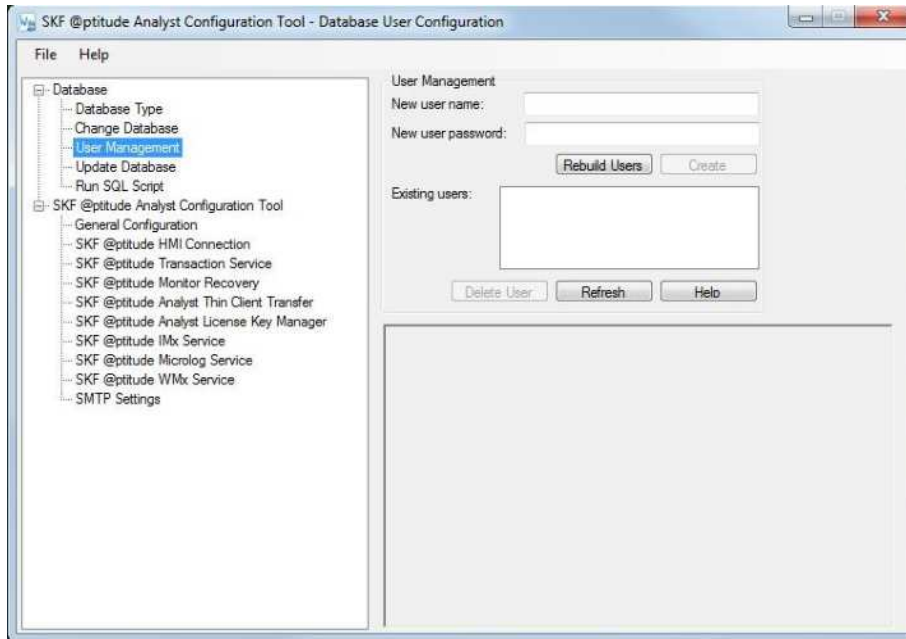 SKF @ptitude Analyst Configuration Tool - Database User Configuration
File Help
Database
Database Type
Change Database
User Management
Update Database
Run SQL Script
SKF @ptitude Analyst Configuration Tool
General Configuration
SKF @ptitude HMI Connection
SKF @ptitude Transaction Service
SKF @ptitude Monitor Recovery
SKF @ptitude Analyst Thin Client Transfer
SKF @ptitude Analyst License Key Manager
SKF @ptitude IMx Service
SKF @ptitude Microlog Service
SKF @ptitude WMx Service
SMTP Settings
User Management
New user name:
New user password:
Rebuild Users Create
Existing users:
Delete User Refresh Help